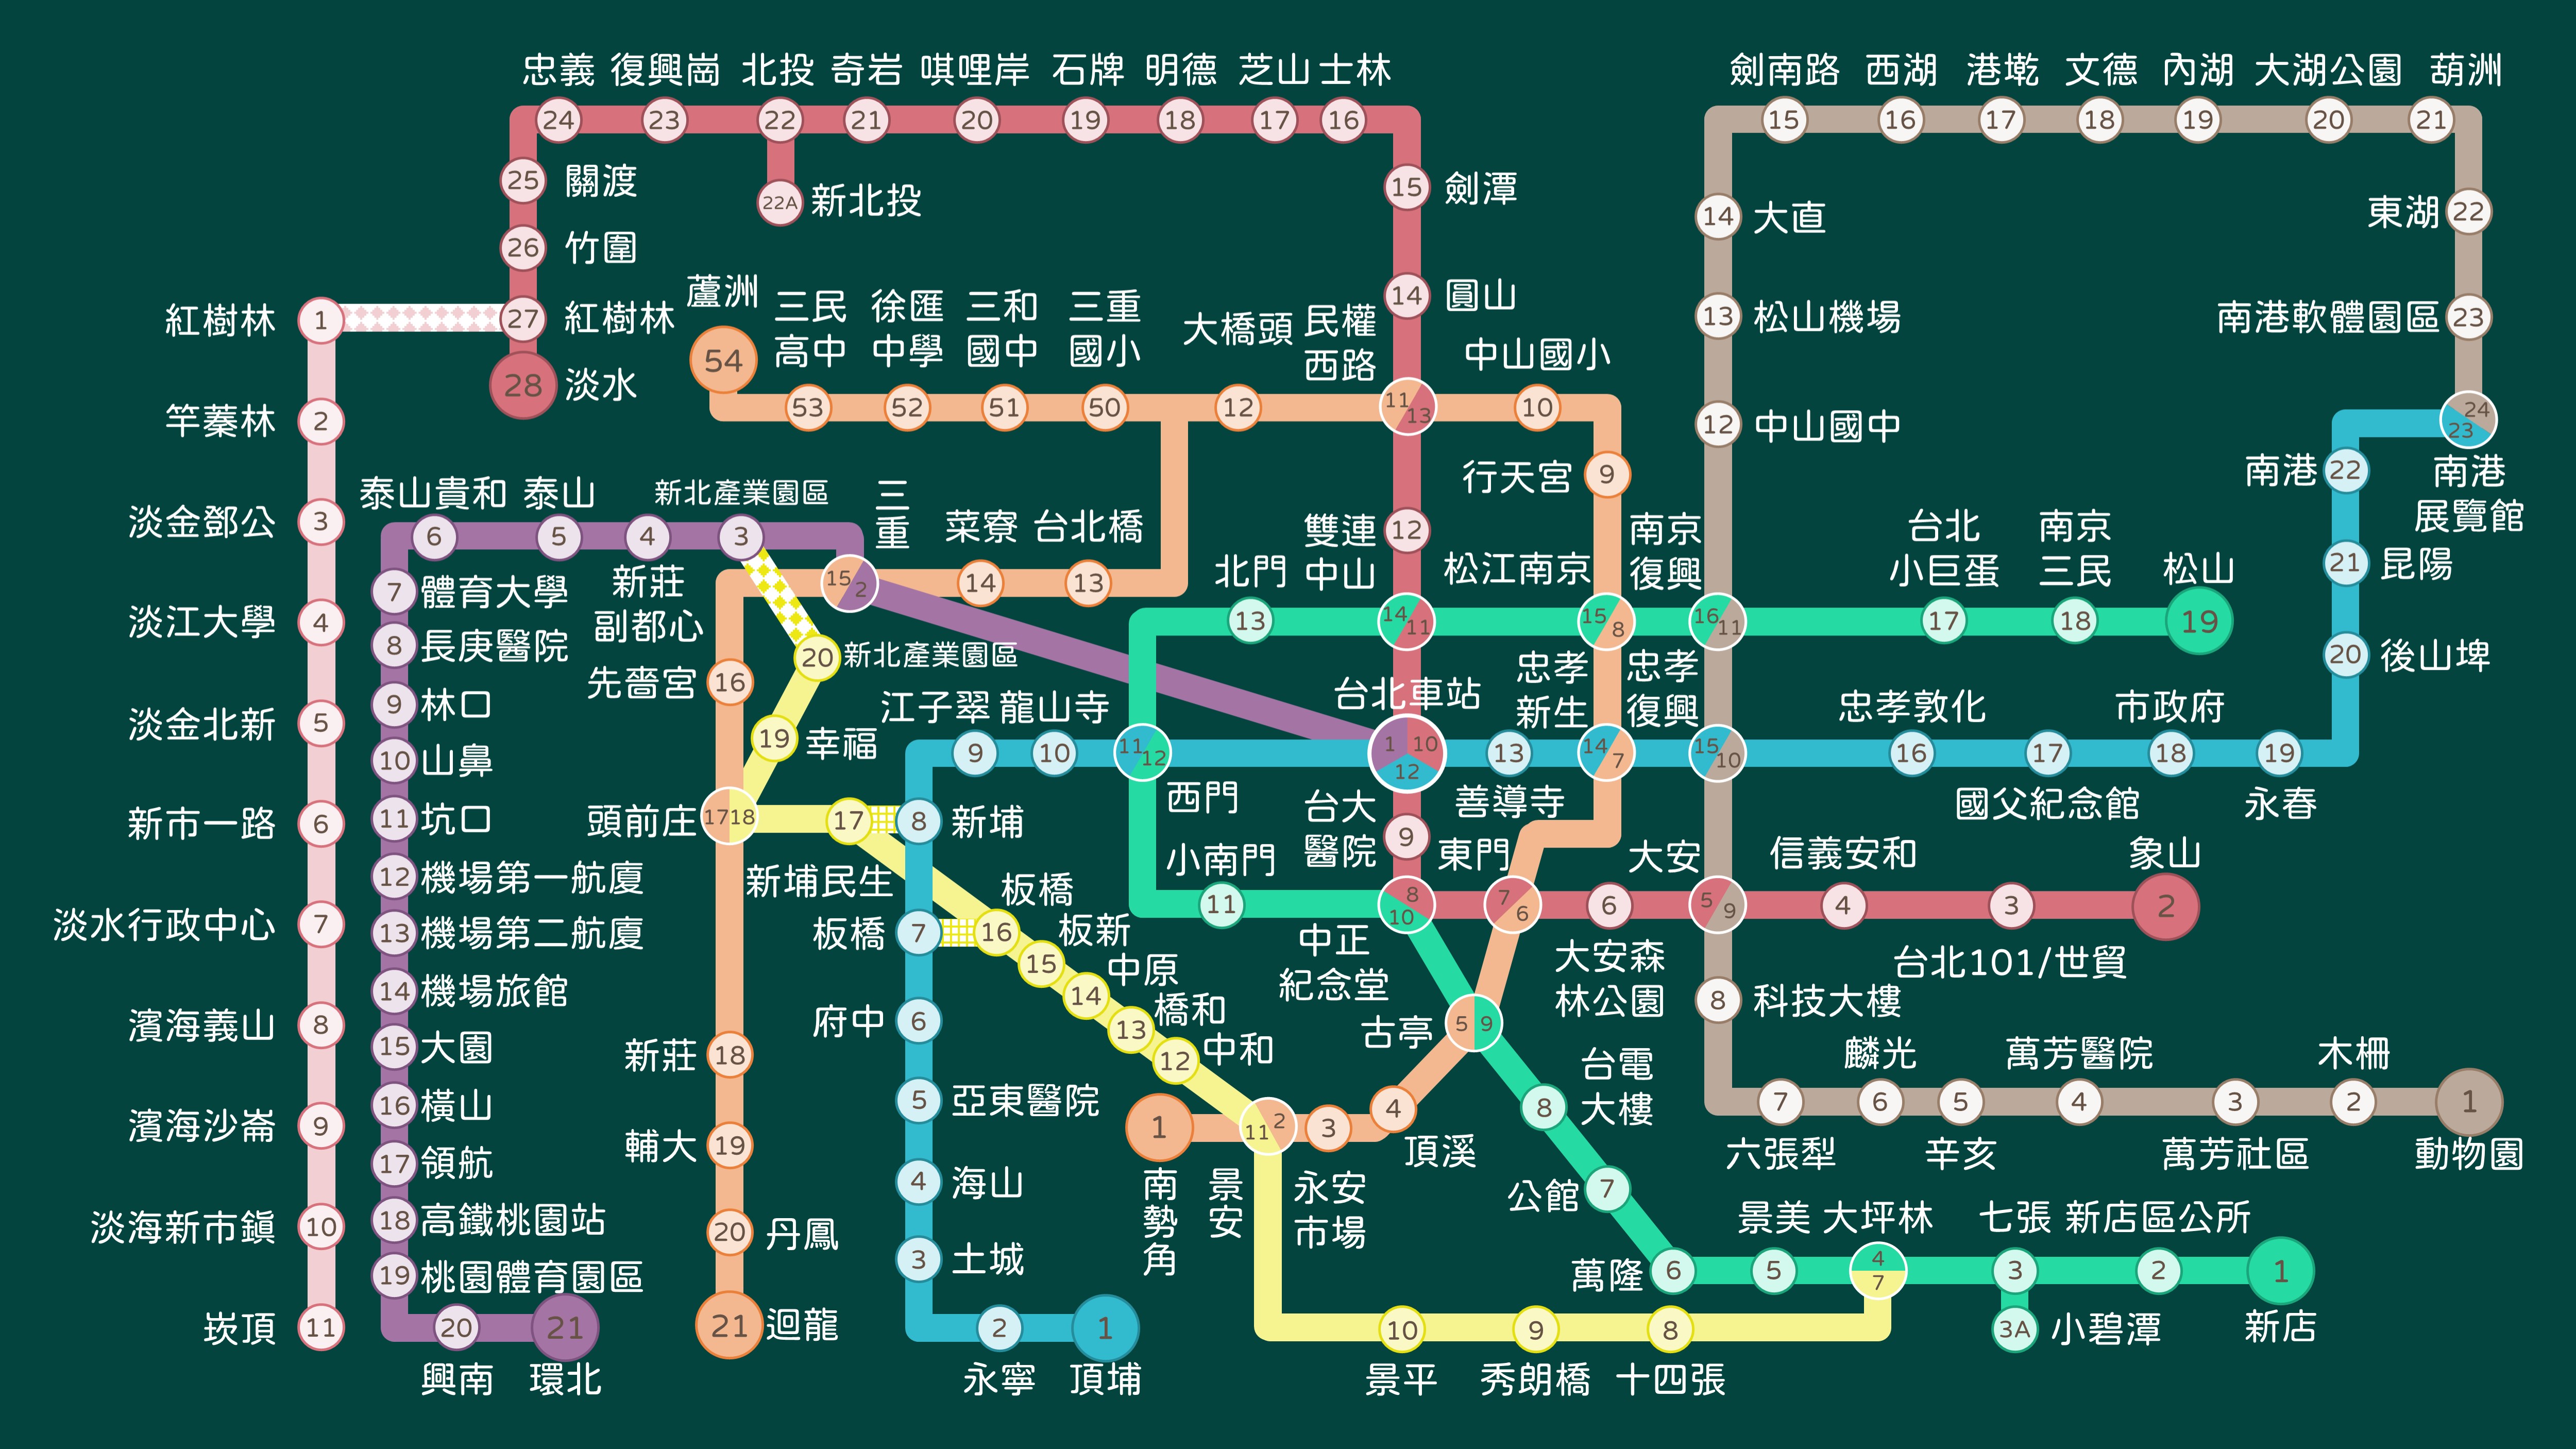 忠義 復興崗 北投 奇岩 唭哩岸 石牌 明德 芝山 士林
24 23 22 21 20 19 18 17 16
25 關渡
22A 新北投
26 竹圍
27 紅樹林
28 淡水
15 劍潭
14 圓山
劍南路 西湖 港墘 文德 內湖 大湖公園 葫洲
15 16 17 18 19 20 21
14 大直
東湖 22
13 松山機場
南港軟體園區 23
12 中山國中
24
23
南港
展覽館
南港 22
21 昆陽
20 後山埤
紅樹林 1
竿蓁林 2
淡金鄧公 3
淡江大學 4
淡金北新 5
新市一路 6
淡水行政中心 7
濱海義山 8
濱海沙崙 9
淡海新市鎮 10
崁頂 11
蘆洲
54
三民
高中
徐匯
中學
三和
國中
三重
國小
大橋頭
民權
西路
中山國小
53 52 51 50 12 11 13 10
行天宮 9
泰山貴和 泰山 新北產業園區
6 5 4 3
新莊
副都心
三
重
菜寮 台北橋
15 2 14 13
7 體育大學
8 長庚醫院
9 林口
10 山鼻
11 坑口
12 機場第一航廈
13 機場第二航廈
14 機場旅館
15 大園
16 橫山
17 領航
18 高鐵桃園站
19 桃園體育園區
20 21
興南 環北
先嗇宮 16
20 新北產業園區
19 幸福
頭前庄 17 18
17 8 新埔
新埔民生
新莊 18
輔大 19
20 丹鳳
21 迴龍
雙連 12
中山
北門
松江南京
南京
復興
台北
小巨蛋
南京
三民
松山
13 14 11 15 8 16 11 17 18 19
江子翠 龍山寺
台北車站
忠孝
新生
忠孝
復興
忠孝敦化
市政府
9 10 11 12 1 10 12 13 14 7 15 10 16 17 18 19
西門
善導寺
國父紀念館
永春
台大
醫院
9
小南門
東門
大安
信義安和
象山
11 8 10 7 6 6 5 9 4 3 2
中正
紀念堂
大安森
林公園
台北101/世貿
板橋 7
板橋
16
板新
15
中原
14
橋和
13
中和
12
府中 6
5 亞東醫院
4 海山
3 土城
2 1
永寧 頂埔
古亭 5 9
8 科技大樓
台電
大樓
8
公館 7
麟光 萬芳醫院 木柵
7 6 5 4 3 2 1
六張犁 辛亥 萬芳社區 動物園
1 11 2 3 4
南
勢
角
景
安
永安
市場
頂溪
景美 大坪林 七張 新店區公所
萬隆 6 5 4 7 3 2 1
3A 小碧潭
新店
10 9 8
景平 秀朗橋 十四張